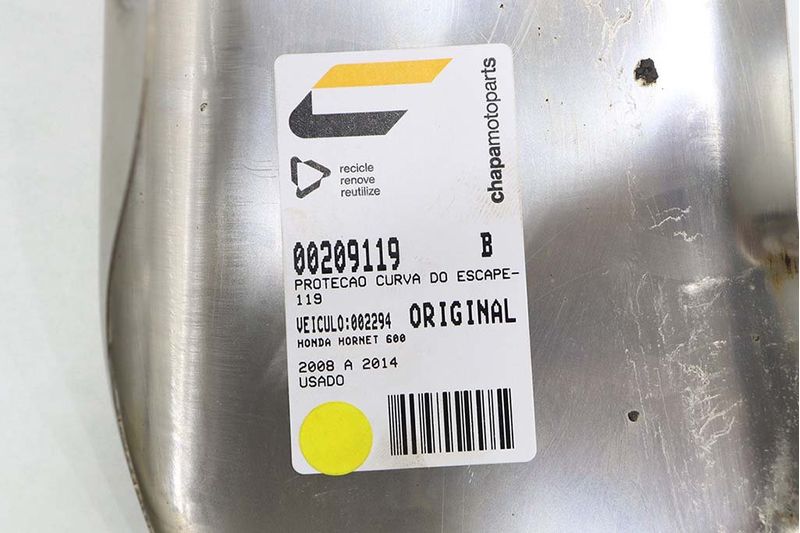 chapamotoparts
recicle
renove
reutilize
00209119 B
PROTECAO CURVA DO ESCAPE-
119
VEICULO:002294 ORIGINAL
HONDA HORNET 600
2008 A 2014
USADO